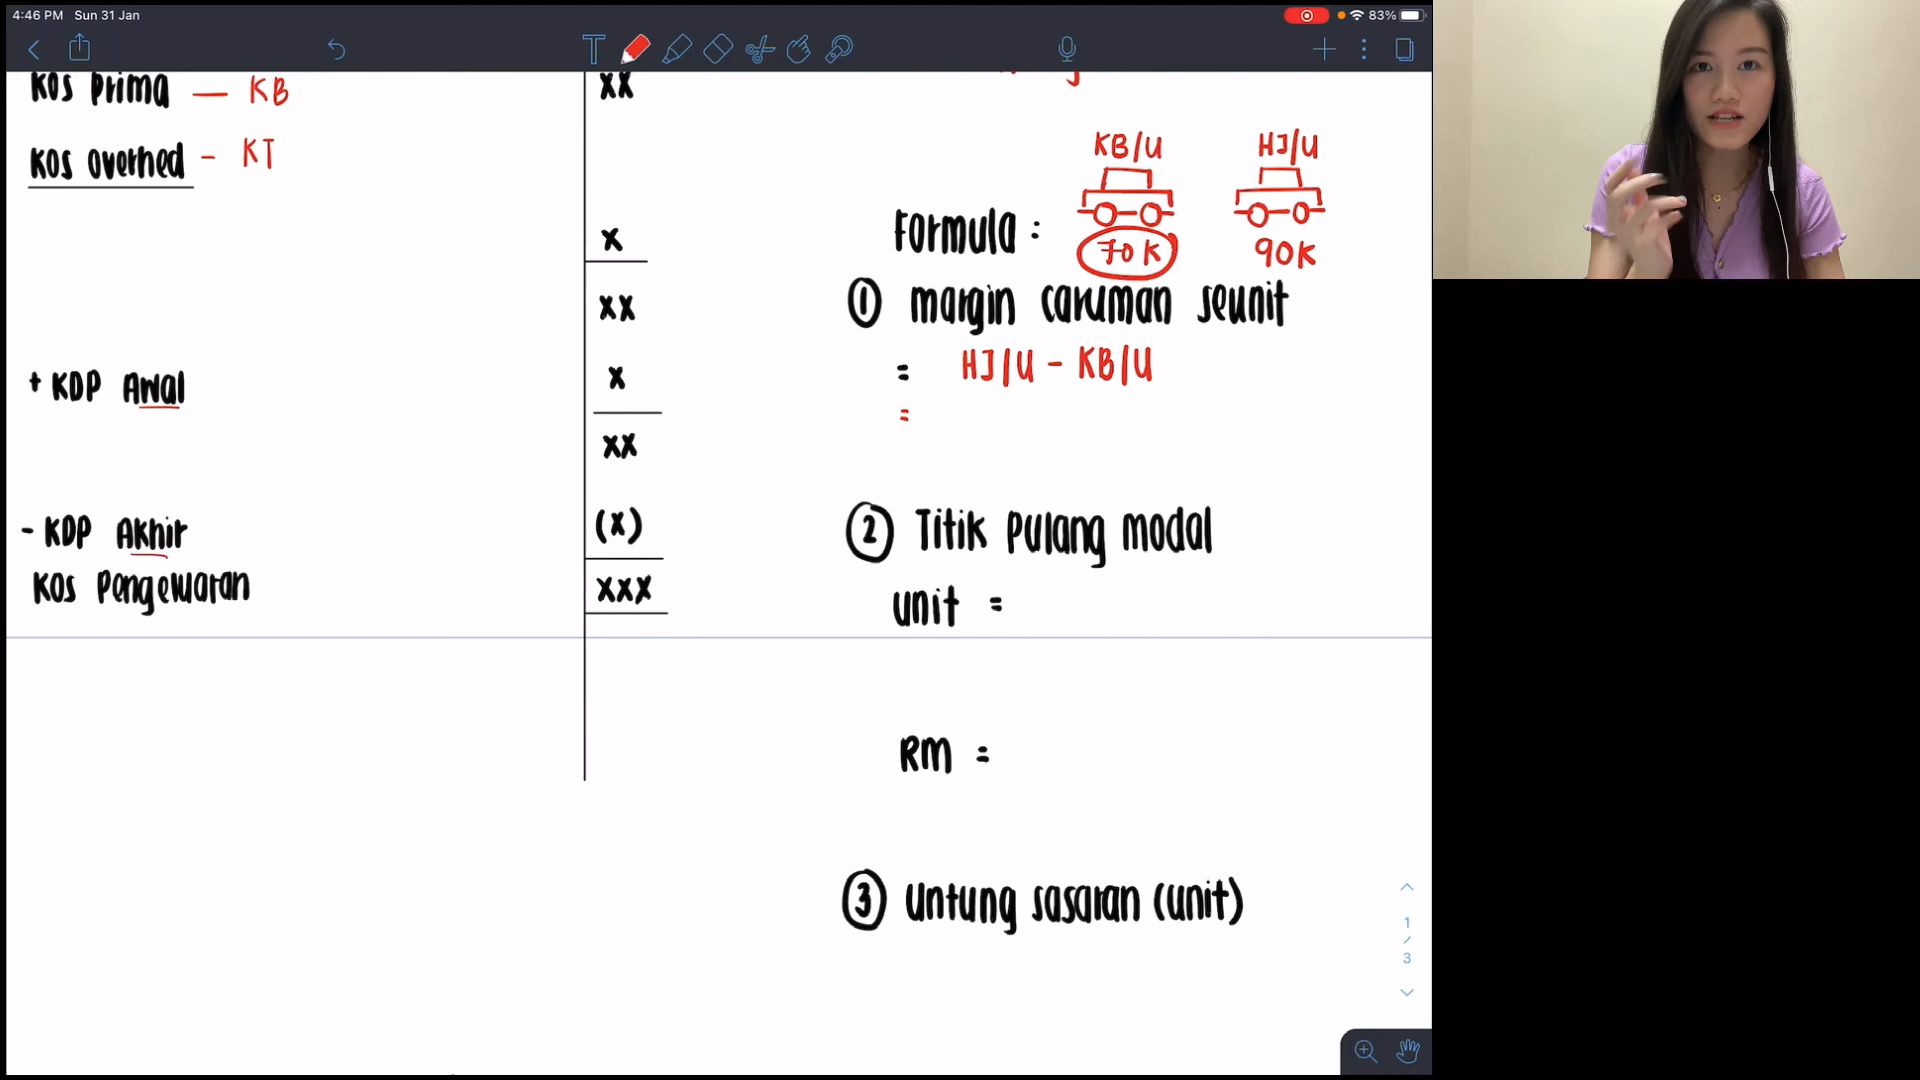 4:46 PM Sun 31 Jan
83%
T
Kos Prima — KB
XX
Kos Overhed - KT
X
XX
+ KDP Awal
X
XX
- KDP Akhir
(X)
Kos Pengeluaran
XXX
KB/U
HJ/U
Formula :
70K
90K
① margin caruman seunit
= HJ/U - KB/U
=
② Titik Pulang modal
unit =
RM =
③ Untung sasaran (unit)
1
/
3